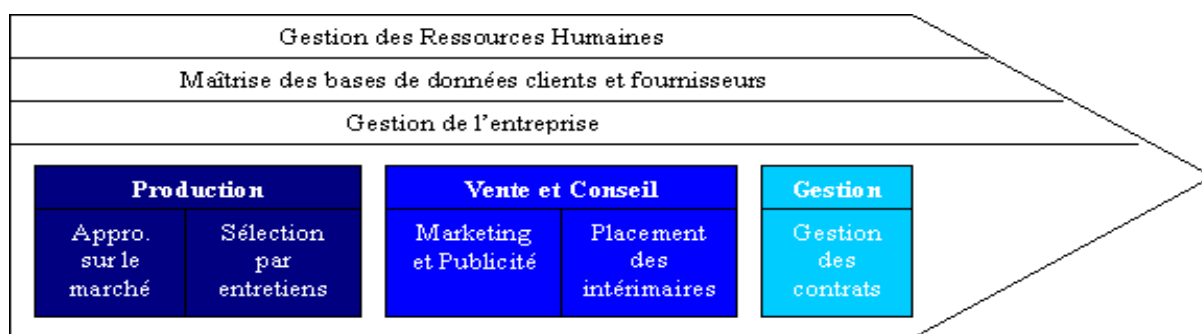 Gestion des Ressources Humaines
Maîtrise des bases de données clients et fournisseurs
Gestion de l'entreprise
Production
Appro.
sur le
marché
Sélection
par
entretiens
Vente et Conseil
Marketing
et Publicité
Placement
des
intérimaires
Gestion
Gestion
des
contrats